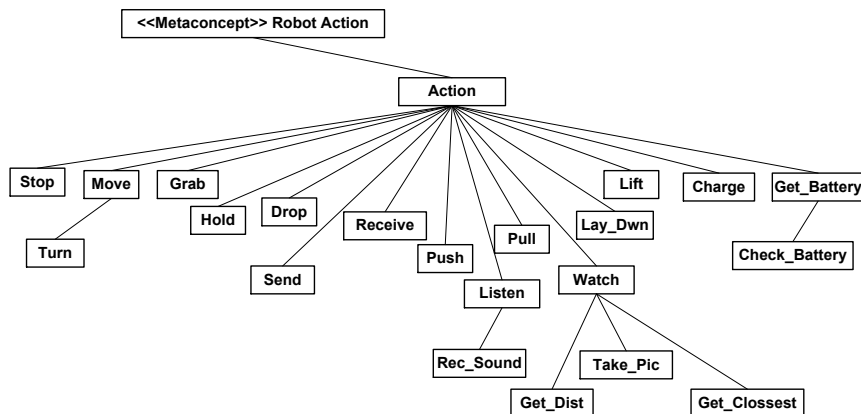 <<Metaconcept>> Robot Action
Action
Stop
Move
Grab
Lift
Charge
Get_Battery
Hold
Drop
Receive
Pull
Lay_Dwn
Turn
Push
Check_Battery
Send
Listen
Watch
Rec_Sound
Take_Pic
Get_Dist
Get_Clossest